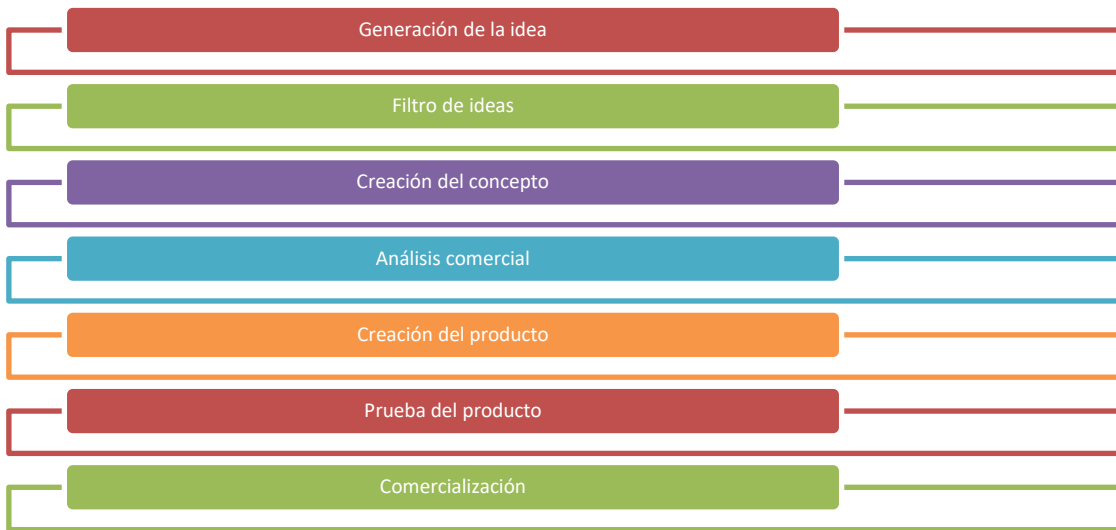 Generación de la idea
Filtro de ideas
Creación del concepto
Análisis comercial
Creación del producto
Prueba del producto
Comercialización